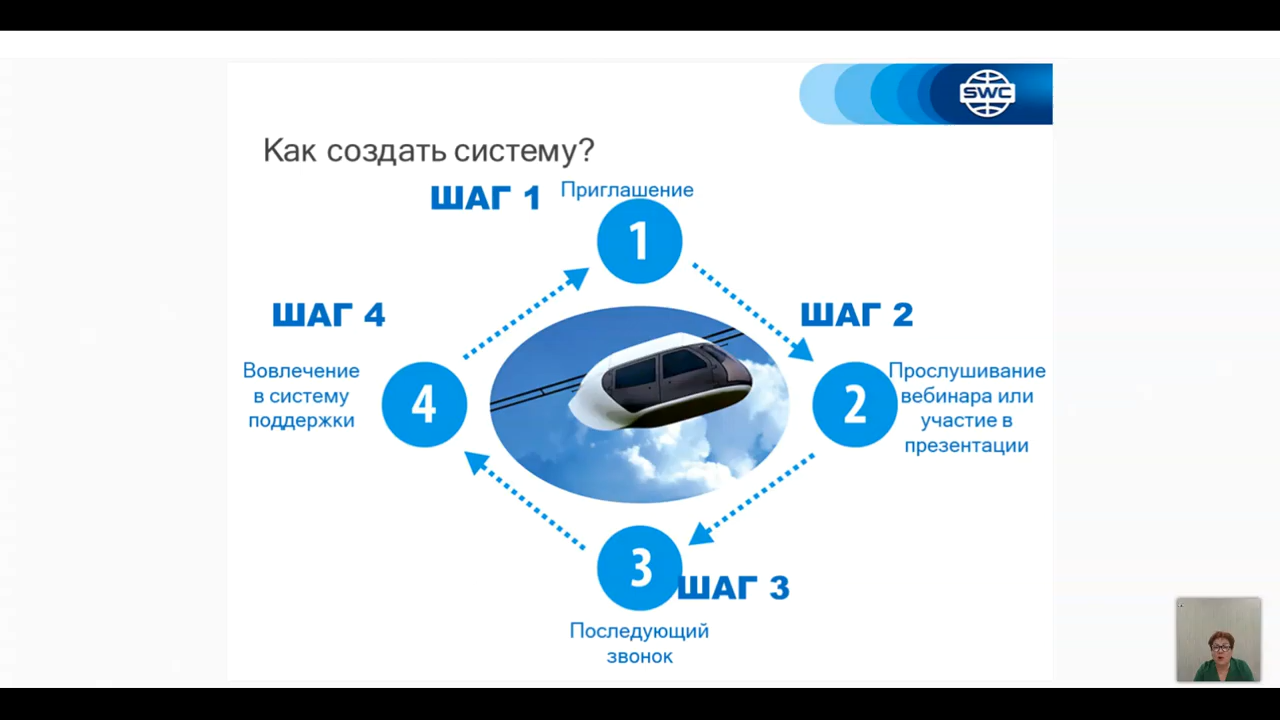 SWC
Как создать систему?
ШАГ 1
Приглашение
1
ШАГ 2
2
Прослушивание
вебинара или
участие в
презентации
3
ШАГ 3
Последующий
звонок
ШАГ 4
Вовлечение
в систему
поддержки
4